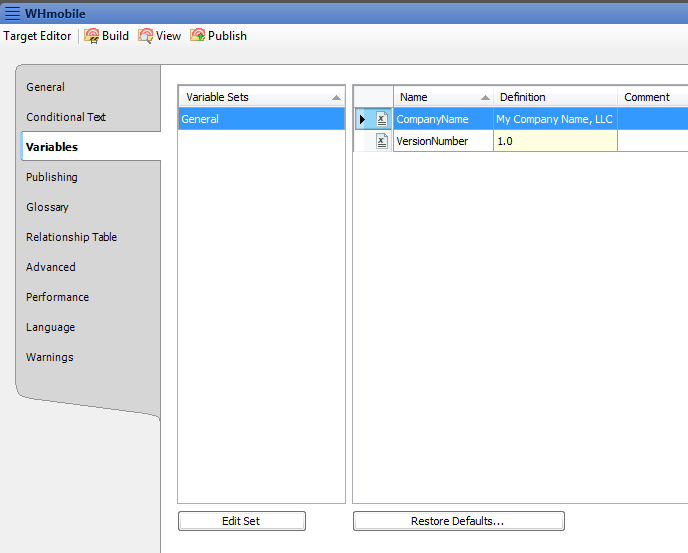 WHmobile
Target Editor Build View Publish
General
Conditional Text
Variables
Publishing
Glossary
Relationship Table
Advanced
Performance
Language
Warnings
Variable Sets
General
Name Definition Comment
CompanyName My Company Name, LLC
VersionNumber 1.0
Edit Set
Restore Defaults...